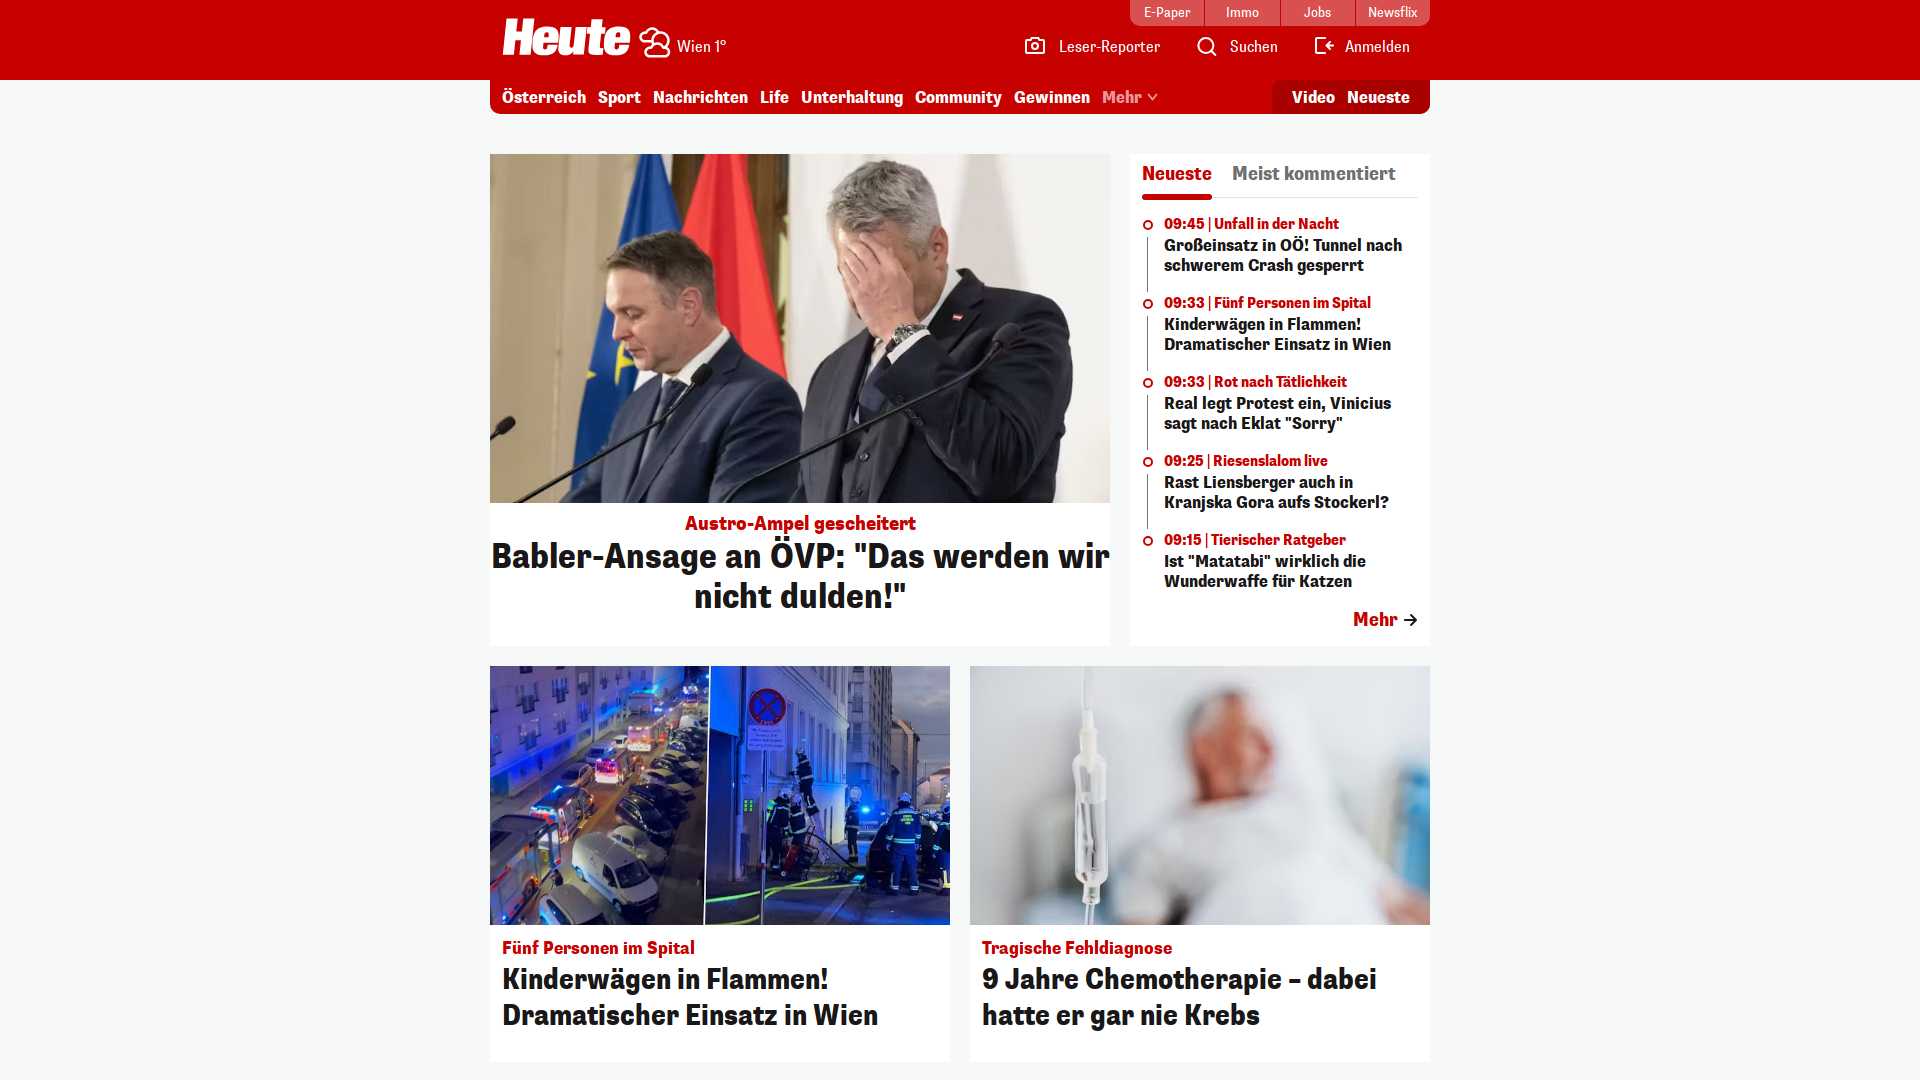 E-Paper
Immo
Jobs
Newsflix
Heute
Wien 1°
Leser-Reporter
Suchen
Anmelden
Österreich
Sport
Nachrichten
Life
Unterhaltung
Community
Gewinnen
Mehr
Video
Neueste
Austro-Ampel gescheitert
Babler-Ansage an ÖVP: "Das werden wir
nicht dulden!"
Neueste
Meist kommentiert
09:45 | Unfall in der Nacht
Großeinsatz in OÖ! Tunnel nach
schwerem Crash gesperrt
09:33 | Fünf Personen im Spital
Kinderwägen in Flammen!
Dramatischer Einsatz in Wien
09:33 | Rot nach Tätlichkeit
Real legt Protest ein, Vinicius
sagt nach Eklat "Sorry"
09:25 | Riesenslalom live
Rast Liensberger auch in
Kranjska Gora aufs Stockerl?
09:15 | Tierischer Ratgeber
Ist "Matatabi" wirklich die
Wunderwaffe für Katzen
Mehr
Fünf Personen im Spital
Kinderwägen in Flammen!
Dramatischer Einsatz in Wien
Tragische Fehldiagnose
9 Jahre Chemotherapie – dabei
hatte er gar nie Krebs